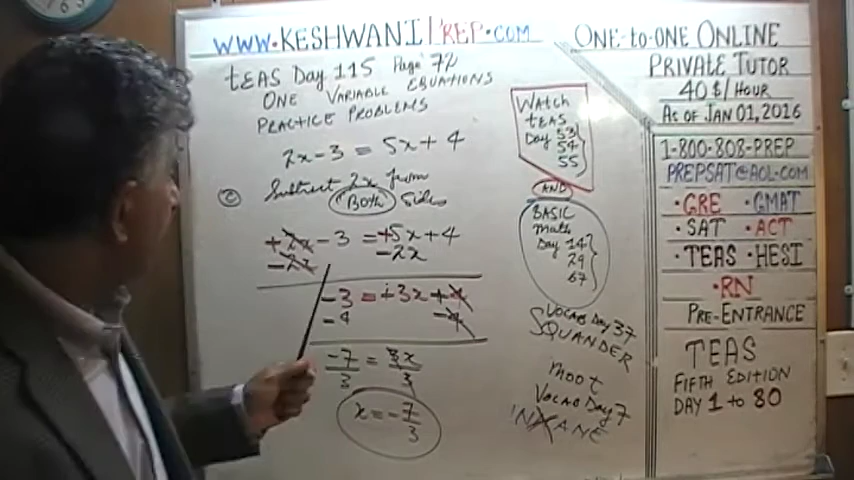 WWW.KESHWANIPREP.COM
TEAS DAY 115 Page 72
ONE VARIABLE EQUATIONS
PRACTICE PROBLEMS
2x-3 = 5x+4
C Subtract 2x from
Both Sides
+2x-3 = +5x+4
-2x -2x
-3 = +3x+4
-4 -4
-7/3 = 3x/3
x = -7/3
Watch
TEAS
Day 53
54
55
AND
BASIC
Math
Day 14
29
67
VOCAB Day 37
SQUANDER
Moot
VOCAB Day 7
INXANE
ONE-to-ONE ONLINE
PRIVATE TUTOR
40 $/HOUR
AS OF JAN 01, 2016
1-800-808-PREP
PREPSAT@AOL.COM
•GRE •GMAT
•SAT •ACT
•TEAS •HESI
•RN
PRE-ENTRANCE
TEAS
FIFTH EDITION
DAY 1 to 80